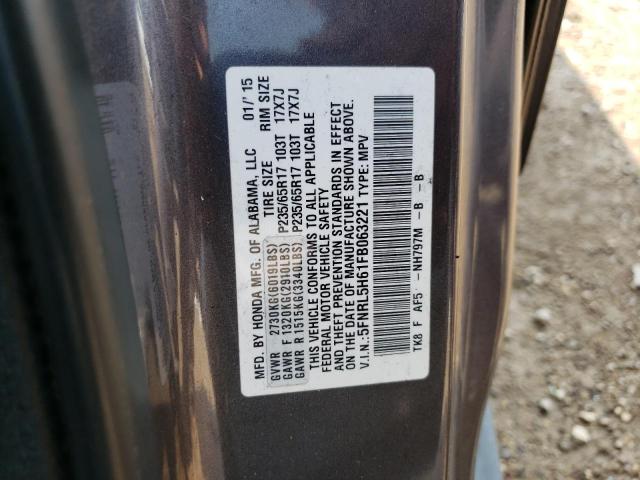 MFD. BY HONDA MFG. OF ALABAMA, LLC 01/ 15
TIRE SIZE RIM SIZE
GVWR 2730KG(6019LBS)
GAWR F 1320KG(2910LBS) P235/65R17 103T 17X7J
GAWR R 1515KG(3340LBS) P235/65R17 103T 17X7J
THIS VEHICLE CONFORMS TO ALL APPLICABLE
FEDERAL MOTOR VEHICLE SAFETY
AND THEFT PREVENTION STANDARDS IN EFFECT
ON THE DATE OF MANUFACTURE SHOWN ABOVE.
V.I.N.:5FNRL5H61FB063221 TYPE: MPV
TK8 F AF5 -NH797M -B -B